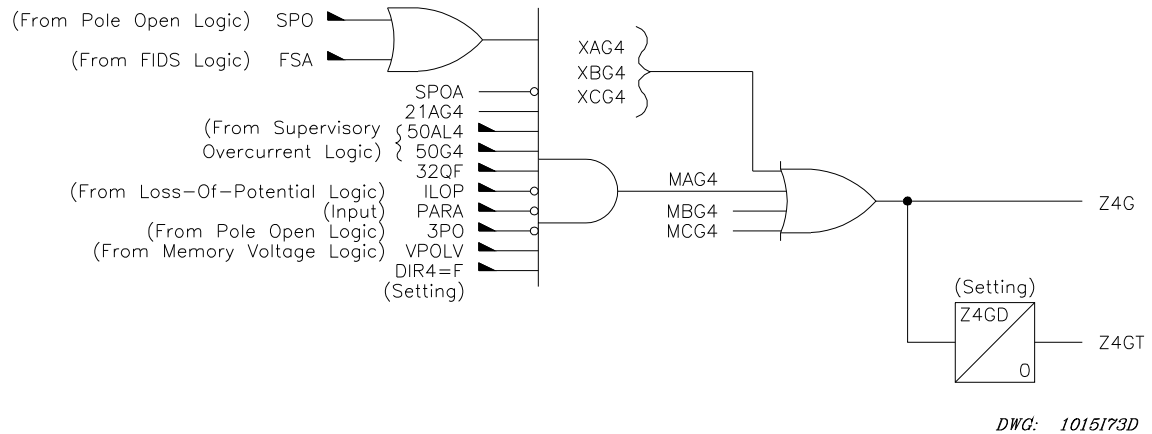 (From Pole Open Logic) SPO
(From FIDS Logic) FSA
SPOA
21AG4
(From Supervisory 50AL4
Overcurrent Logic) 50G4
32QF
(From Loss-Of-Potential Logic) ILOP
(Input) PARA
(From Pole Open Logic) 3PO
(From Memory Voltage Logic) VPOLV
DIR4=F
(Setting)
XAG4
XBG4
XCG4
MAG4
MBG4
MCG4
Z4G
(Setting)
Z4GD
0
Z4GT
DWG: 1015I73D